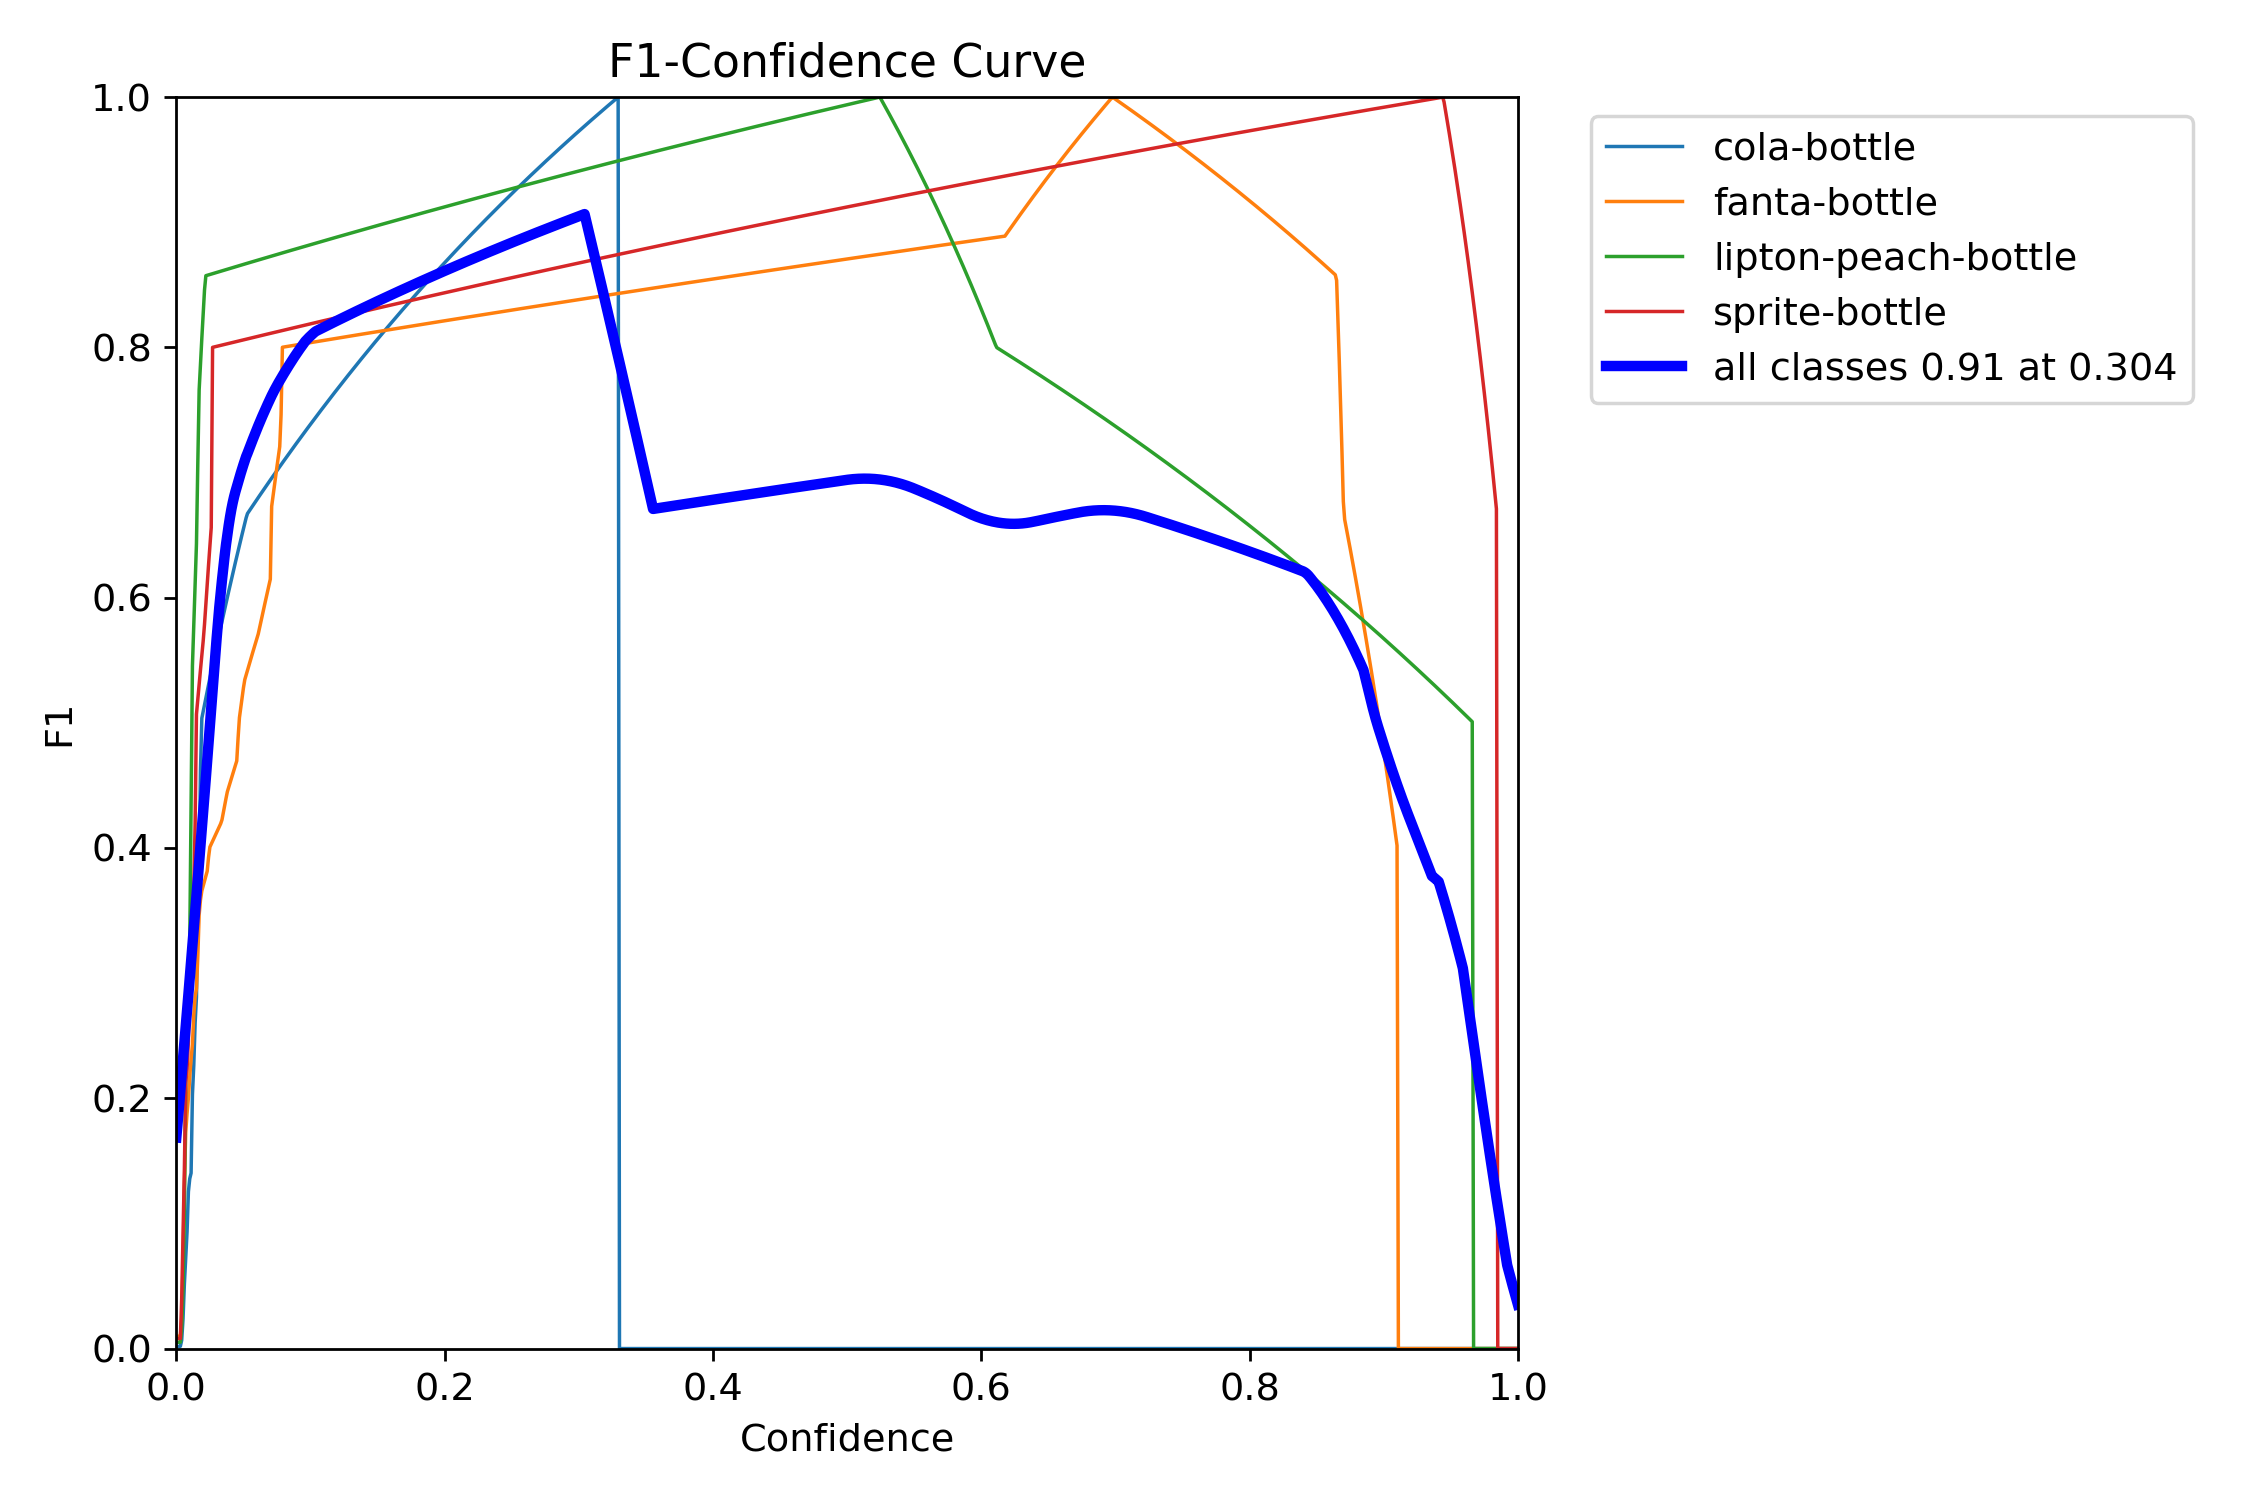 F1-Confidence Curve
1.0
0.8
0.6
0.4
0.2
0.0
F1
0.0 0.2 0.4 0.6 0.8 1.0
Confidence
cola-bottle
fanta-bottle
lipton-peach-bottle
sprite-bottle
all classes 0.91 at 0.304